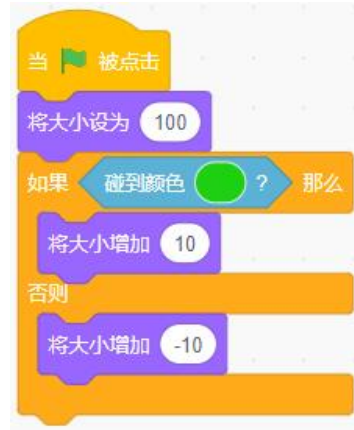 当 被点击
将大小设为 100
如果 碰到颜色 ? 那么
将大小增加 10
否则
将大小增加 -10